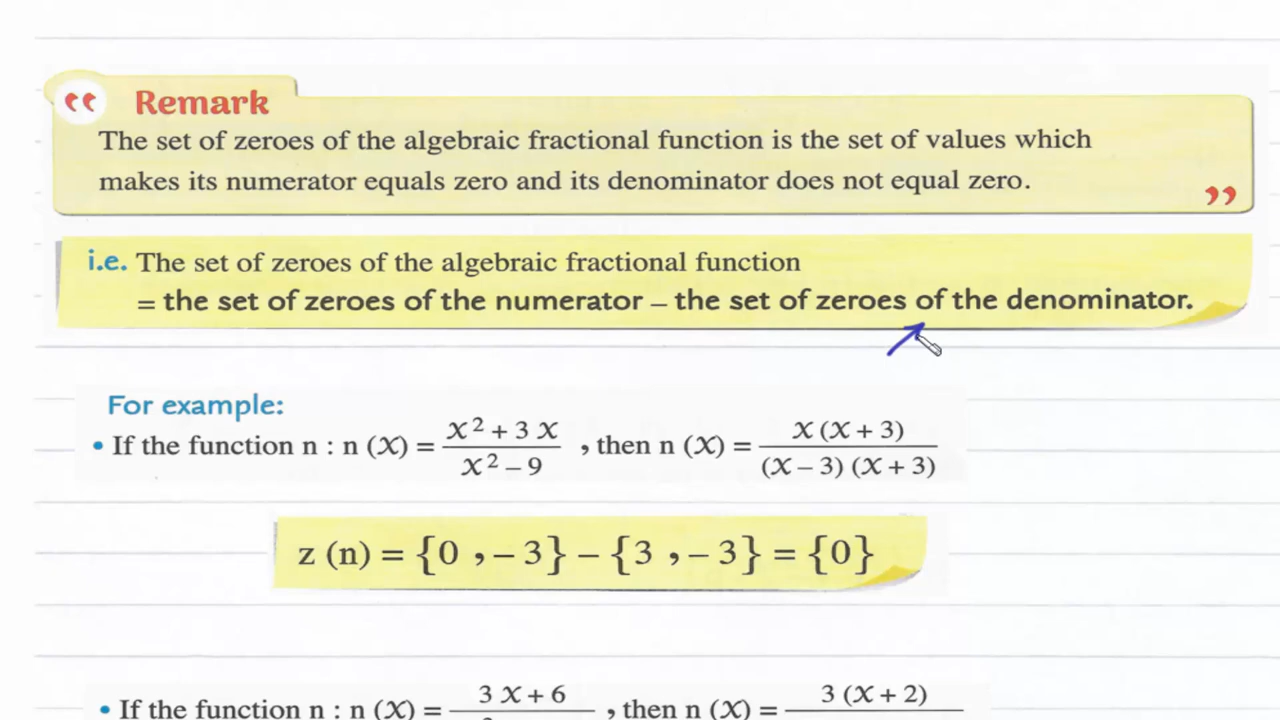 Remark
The set of zeroes of the algebraic fractional function is the set of values which
makes its numerator equals zero and its denominator does not equal zero.
i.e. The set of zeroes of the algebraic fractional function
= the set of zeroes of the numerator – the set of zeroes of the denominator.
For example:
• If the function n : n (X) = \frac{X² + 3 X}{X² – 9} , then n (X) = \frac{X (X + 3)}{(X – 3) (X + 3)}
z (n) = {0 , – 3} – {3 , – 3} = {0}
• If the function n : n (X) = 3 X + 6 , then n (X) = 3 (X + 2)